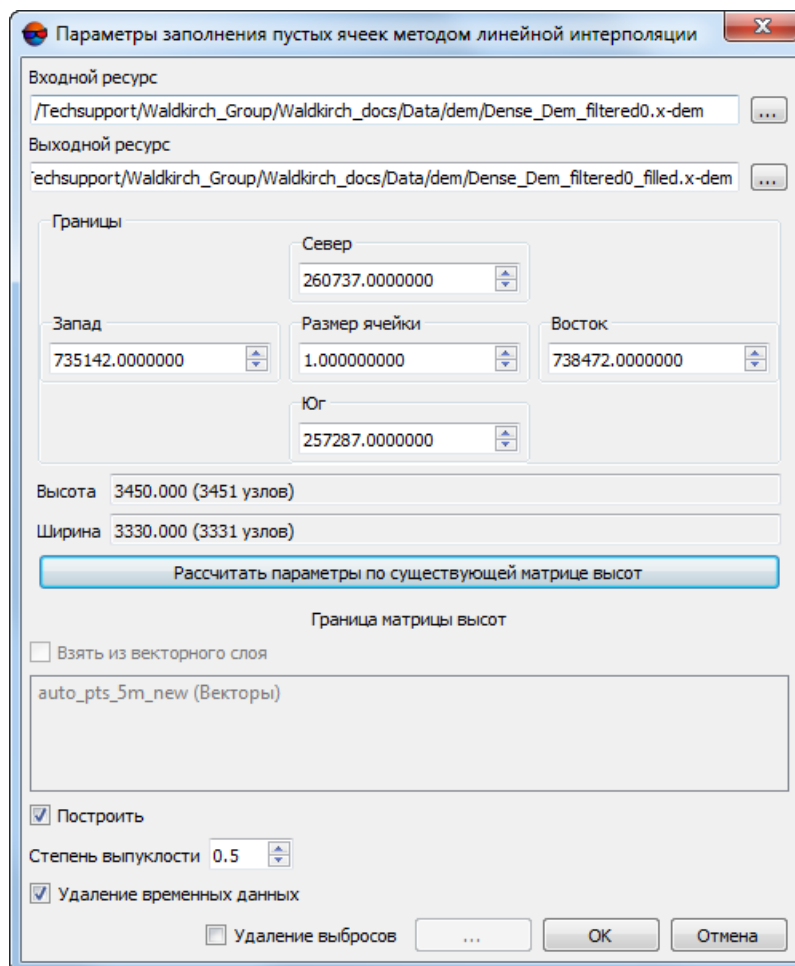 Параметры заполнения пустых ячеек методом линейной интерполяции
Входной ресурс
/Techsupport/Waldkirch_Group/Waldkirch_docs/Data/dem/Dense_Dem_filtered0.x-dem
...
Выходной ресурс
Techsupport/Waldkirch_Group/Waldkirch_docs/Data/dem/Dense_Dem_filtered0_filled.x-dem
...
Границы
Север
260737.0000000
Запад
Размер ячейки
Восток
735142.0000000
1.000000000
738472.0000000
Юг
257287.0000000
Высота 3450.000 (3451 узлов)
Ширина 3330.000 (3331 узлов)
Рассчитать параметры по существующей матрице высот
Граница матрицы высот
Взять из векторного слоя
auto_pts_5m_new (Векторы)
Построить
Степень выпуклости 0.5
Удаление временных данных
Удаление выбросов ... OK Отмена